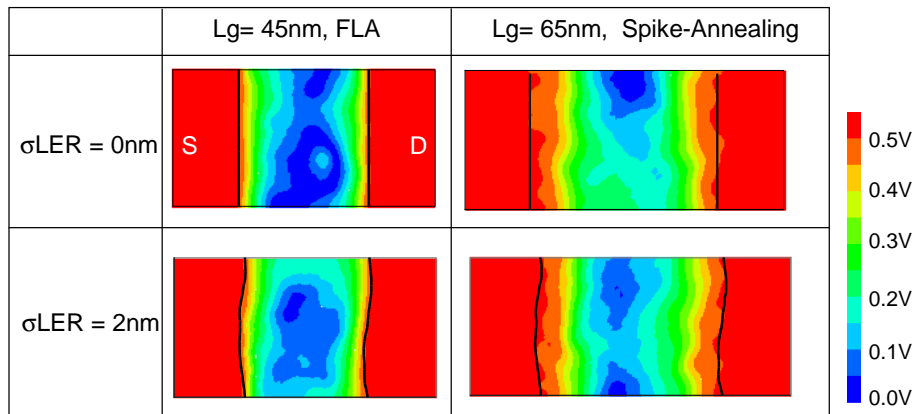 Lg= 45nm, FLA
Lg= 65nm, Spike-Annealing
σLER = 0nm
S
D
σLER = 2nm
0.5V
0.4V
0.3V
0.2V
0.1V
0.0V